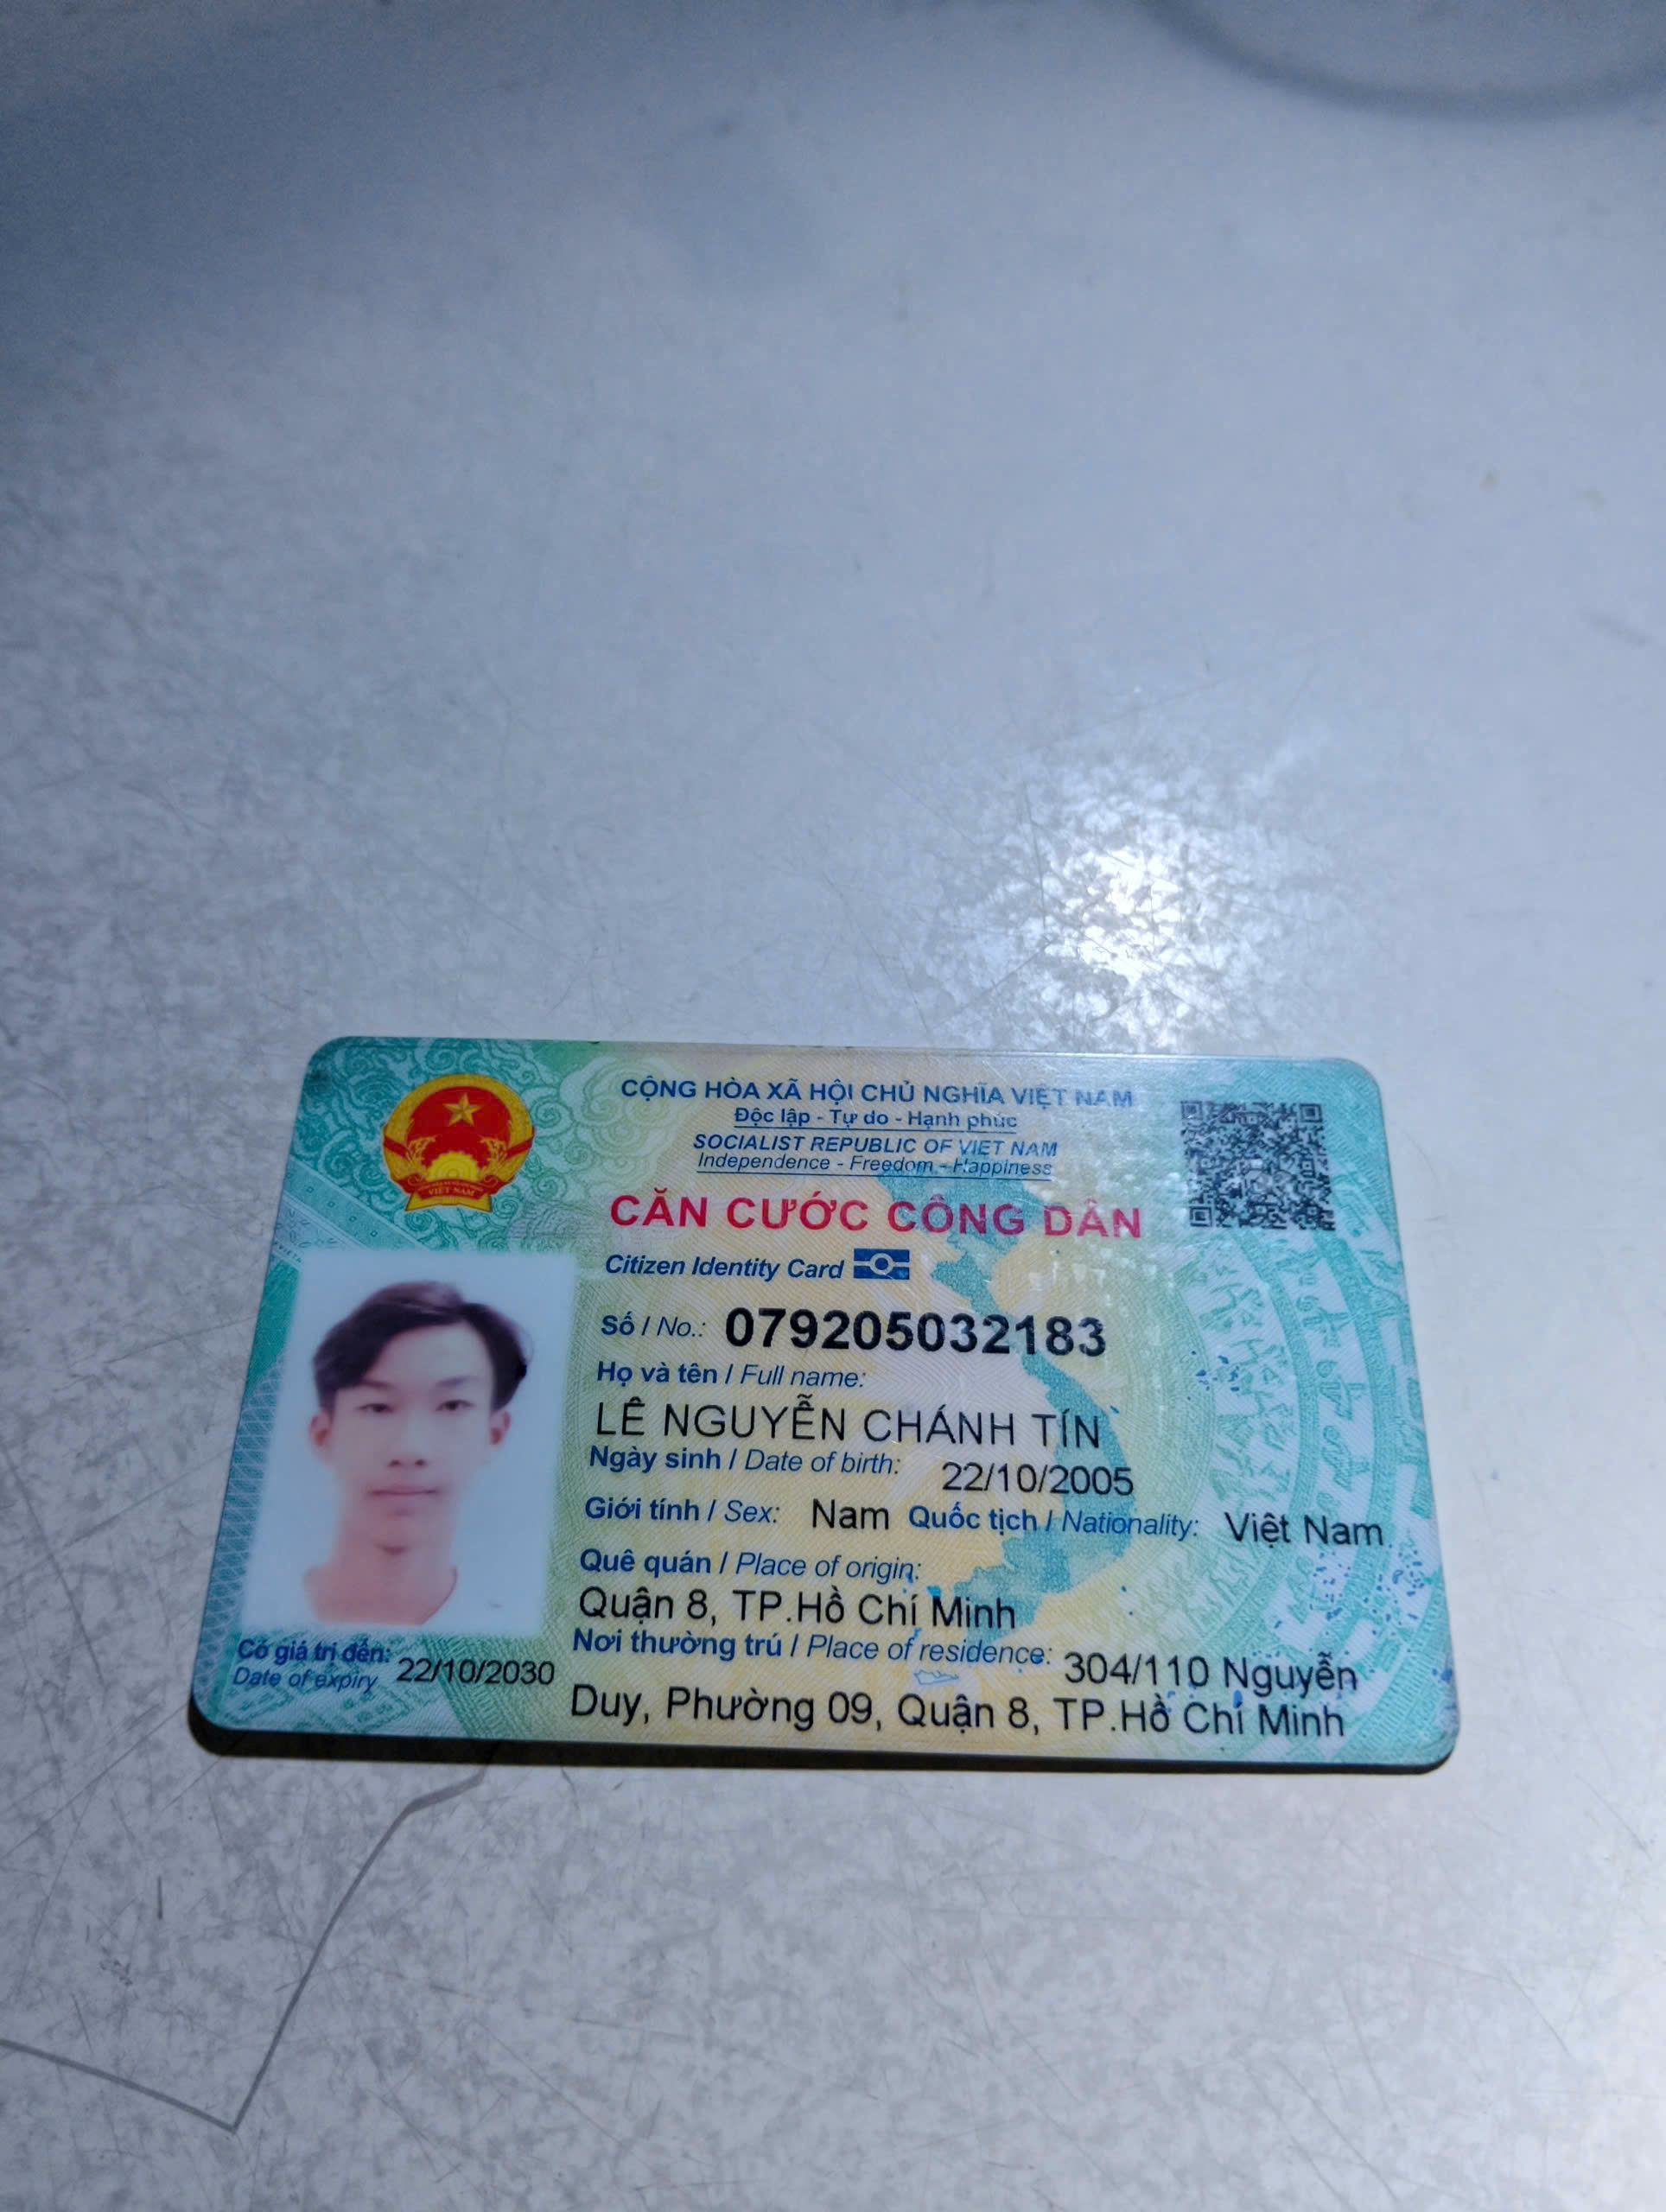 CỘNG HÒA XÃ HỘI CHỦ NGHĨA VIỆT NAM
Độc lập - Tự do - Hạnh phúc
SOCIALIST REPUBLIC OF VIET NAM
Independence - Freedom - Happiness
CĂN CƯỚC CÔNG DÂN
Citizen Identity Card
Số / No.: 079205032183
Họ và tên / Full name:
LÊ NGUYỄN CHÁNH TÍN
Ngày sinh / Date of birth: 22/10/2005
Giới tính / Sex: Nam Quốc tịch / Nationality: Việt Nam
Quê quán / Place of origin:
Quận 8, TP.Hồ Chí Minh
Nơi thường trú / Place of residence: 304/110 Nguyễn
Duy, Phường 09, Quận 8, TP.Hồ Chí Minh
Có giá trị đến: 22/10/2030
Date of expiry
VIỆT NAM